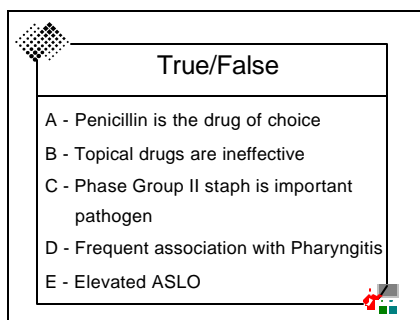 True/False
A - Penicillin is the drug of choice
B - Topical drugs are ineffective
C - Phase Group II staph is important
pathogen
D - Frequent association with Pharyngitis
E - Elevated ASLO